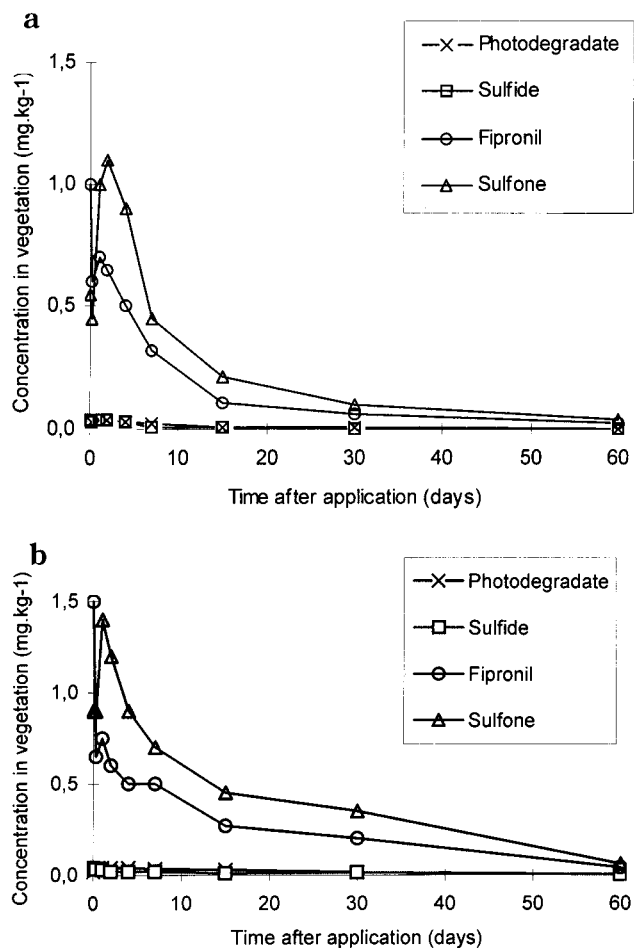 a
Concentration in vegetation (mg.kg-1)
1,5
1,0
0,5
0,0
0
10
20
30
40
50
60
Time after application (days)
Photodegradate
Sulfide
Fipronil
Sulfone
b
Concentration in vegetation (mg.kg-1)
1,5
1,0
0,5
0,0
0
10
20
30
40
50
60
Time after application (days)
Photodegradate
Sulfide
Fipronil
Sulfone